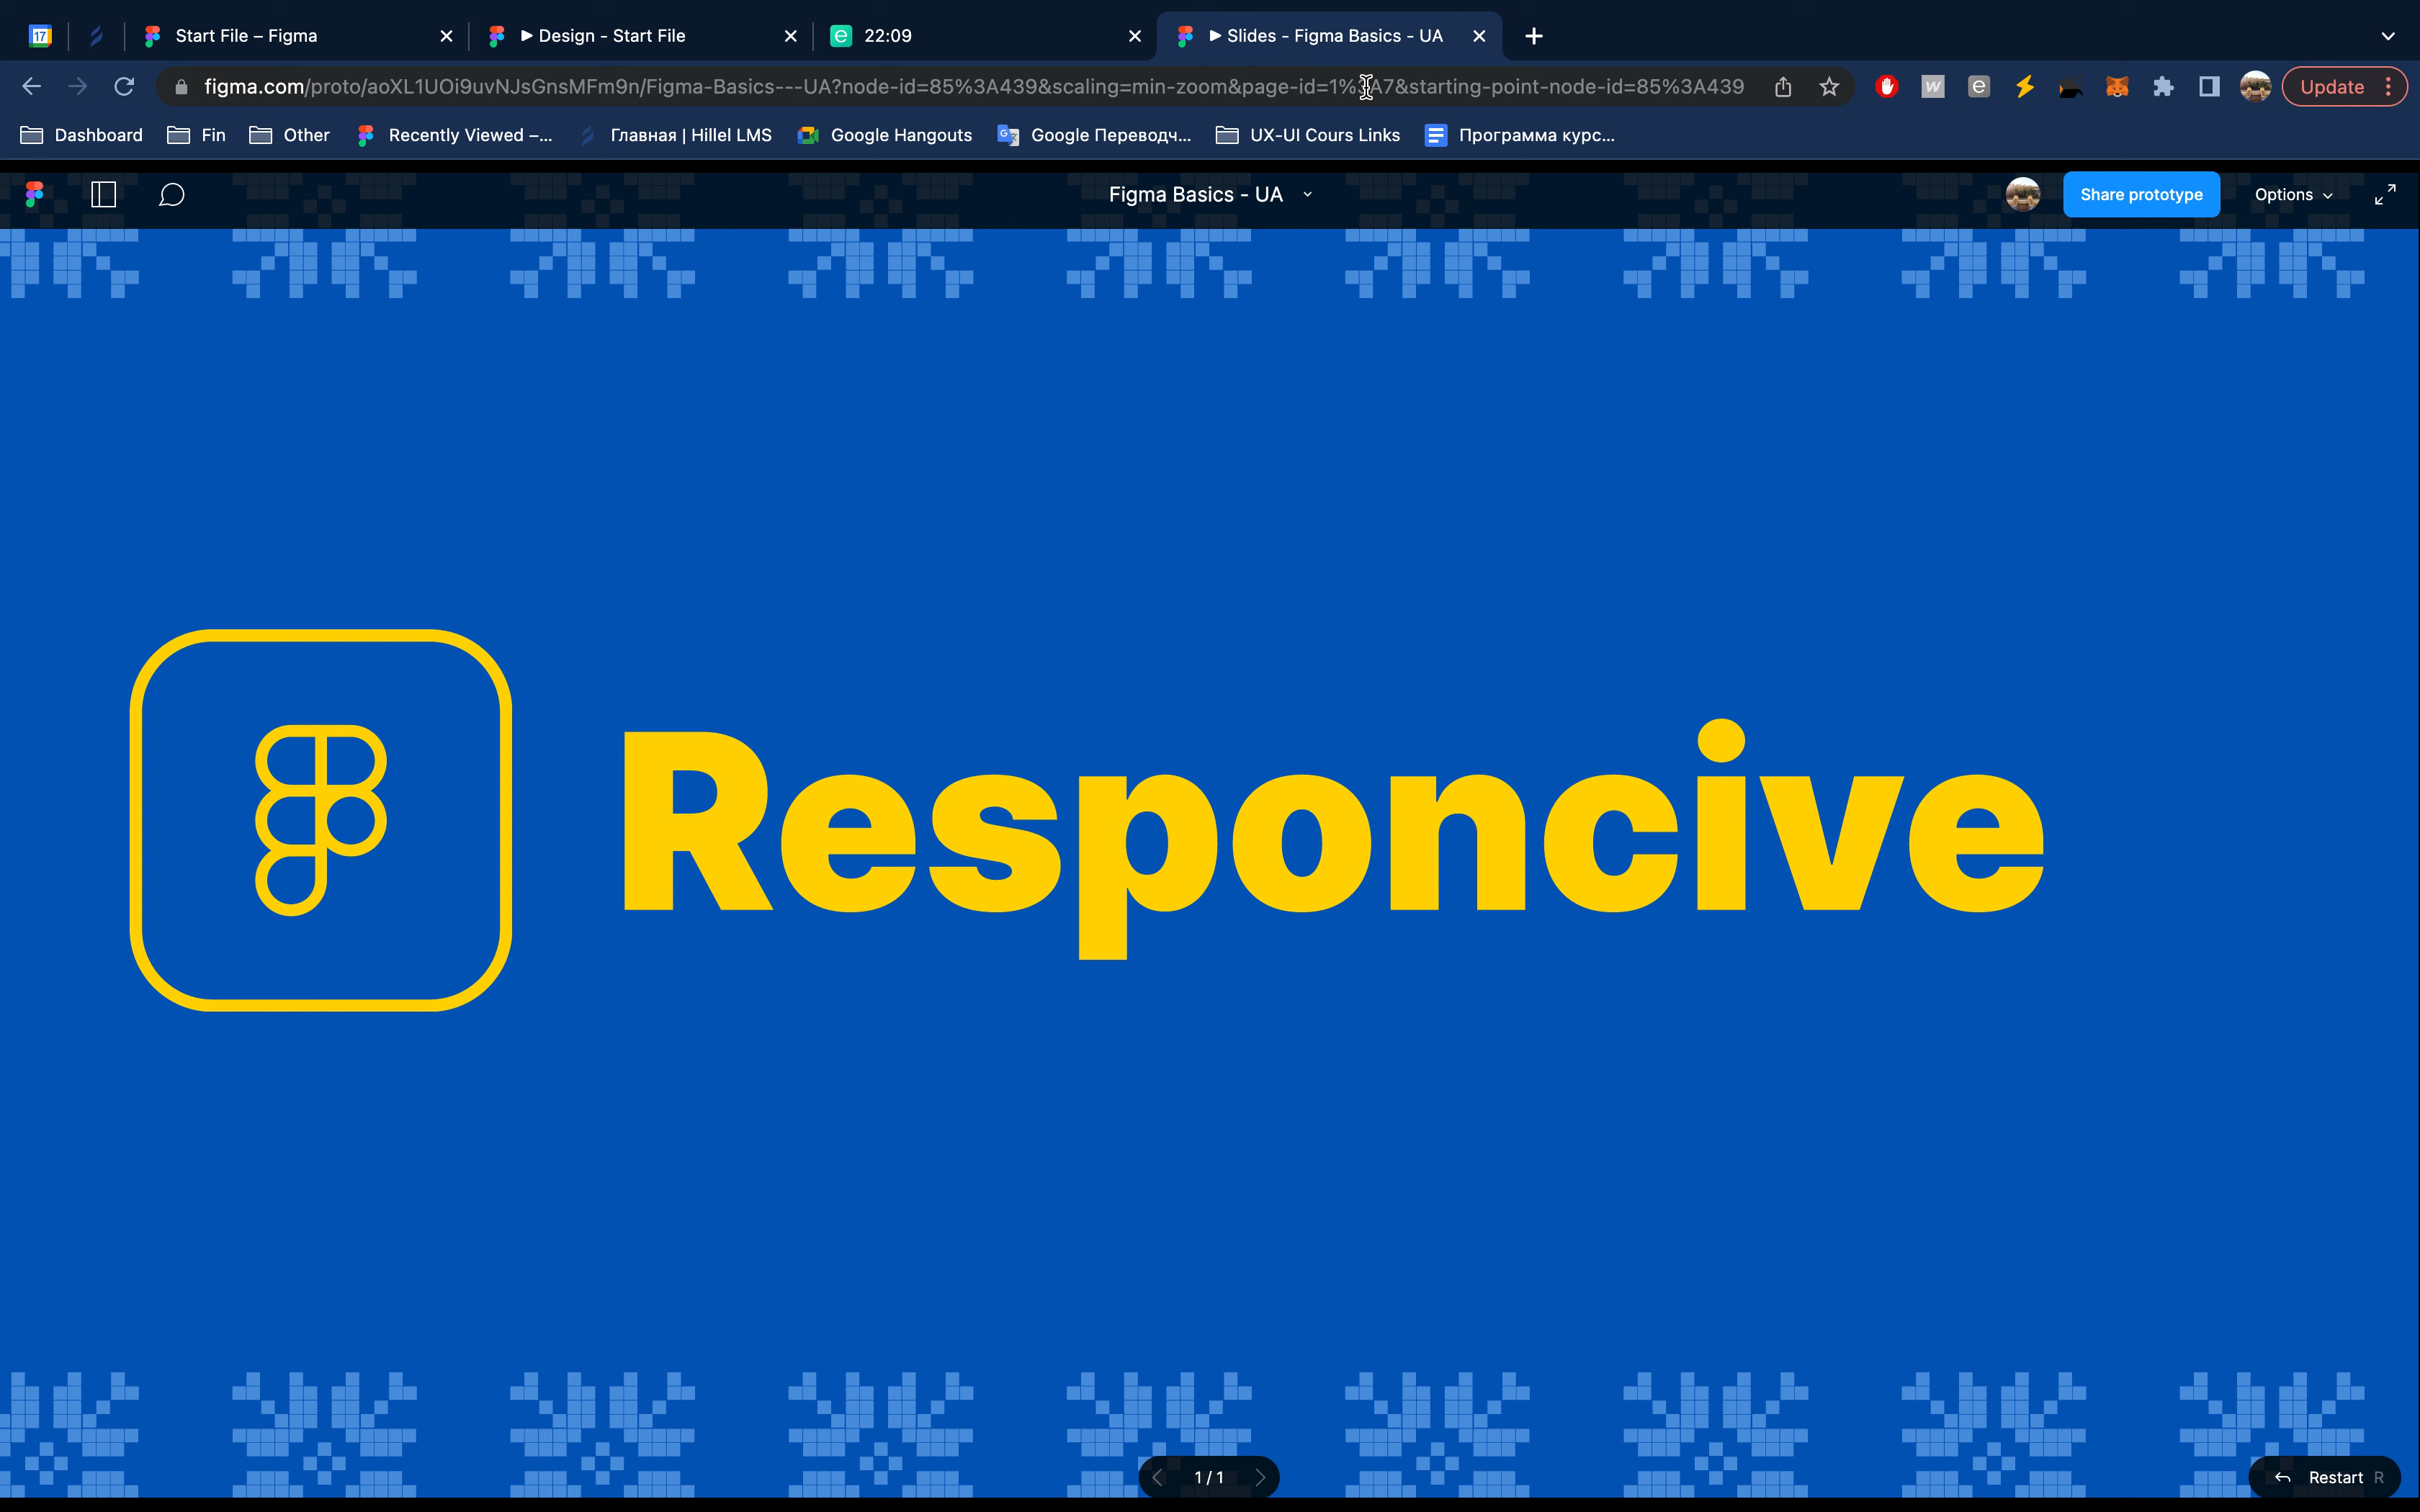 17
Start File – Figma
Design - Start File
22:09
Slides - Figma Basics - UA
figma.com/proto/aoXL1UOi9uvNJsGnsMFm9n/Figma-Basics---UA?node-id=85%3A439&scaling=min-zoom&page-id=1%3A7&starting-point-node-id=85%3A439
Update
Dashboard
Fin
Other
Recently Viewed –...
Главная | Hillel LMS
Google Hangouts
Google Переводч...
UX-UI Cours Links
Программа курс...
Figma Basics - UA
Share prototype
Options
Responcive
1 / 1
Restart R